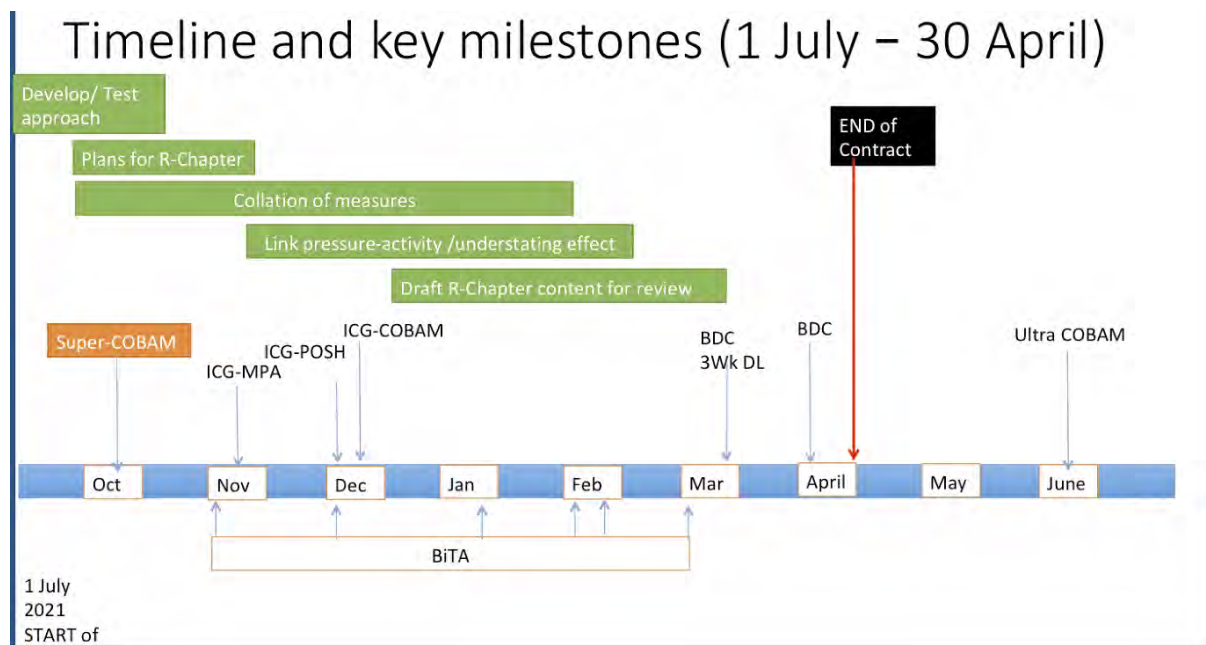 Timeline and key milestones (1 July – 30 April)
Develop/ Test
approach
END of
Contract
Plans for R-Chapter
Collation of measures
Link pressure-activity /understating effect
Draft R-Chapter content for review
Super-COBAM
ICG-MPA
ICG-POSH
ICG-COBAM
BDC
3Wk DL
BDC
Ultra COBAM
Oct
Nov
Dec
Jan
Feb
Mar
April
May
June
BiTA
1 July
2021
START of